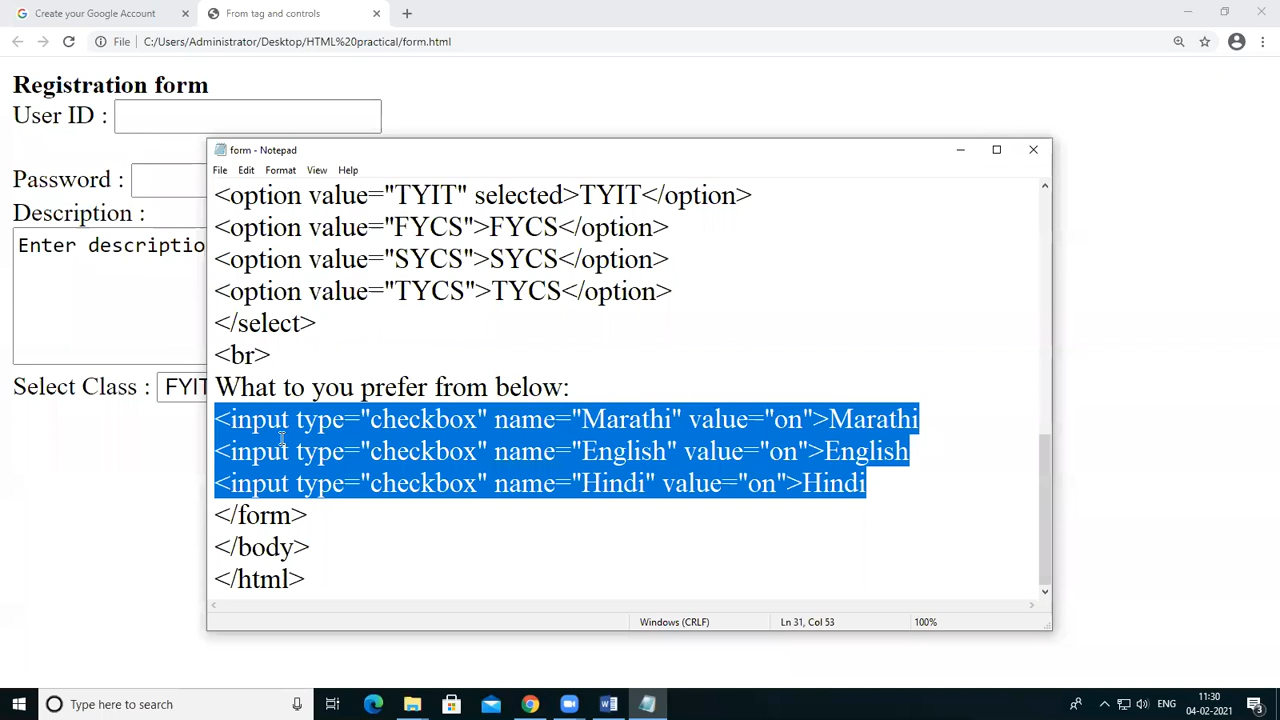 Create your Google Account
From tag and controls
File
C:/Users/Administrator/Desktop/HTML%20practical/form.html
Registration form
User ID :
Password :
Description :
Enter descriptio
Select Class :
FYIT
form - Notepad
File Edit Format View Help
<option value="TYIT" selected>TYIT</option>
<option value="FYCS">FYCS</option>
<option value="SYCS">SYCS</option>
<option value="TYCS">TYCS</option>
</select>
<br>
What to you prefer from below:
<input type="checkbox" name="Marathi" value="on">Marathi
<input type="checkbox" name="English" value="on">English
<input type="checkbox" name="Hindi" value="on">Hindi
</form>
</body>
</html>
Windows (CRLF)
Ln 31, Col 53
100%
Type here to search
ENG
11:30
04-02-2021
3